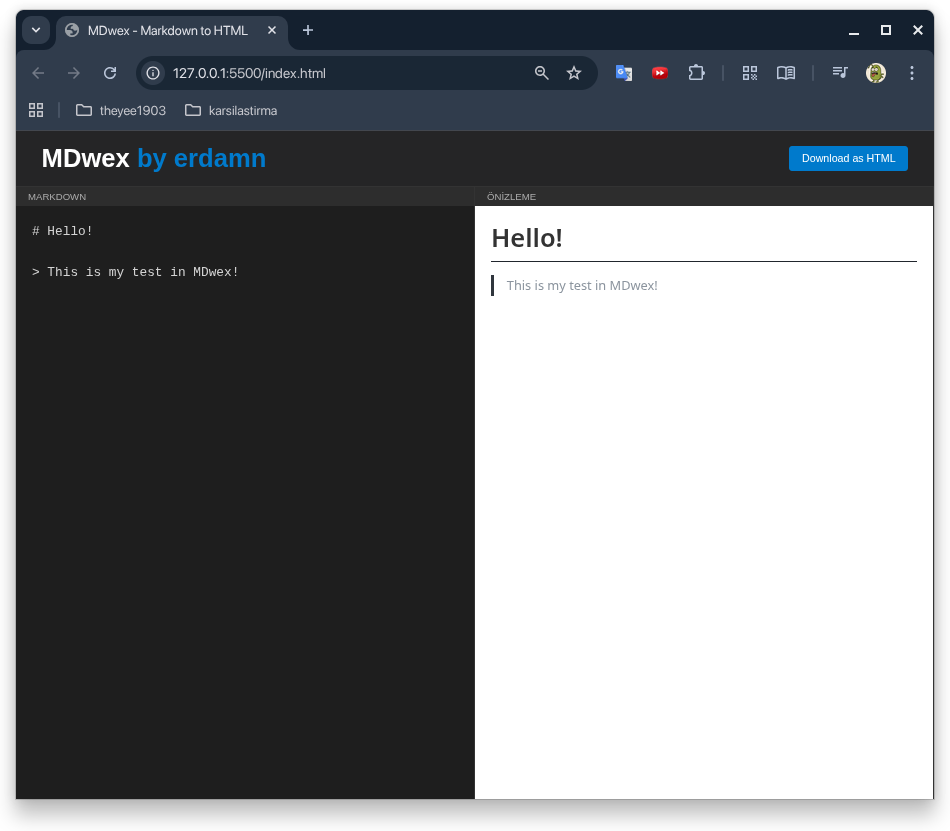 MDwex - Markdown to HTML
127.0.0.1:5500/index.html
theyee1903 karsilastirma
MDwex by erdamn
Download as HTML
MARKDOWN
ÖNİZLEME
# Hello!
> This is my test in MDwex!
Hello!
This is my test in MDwex!